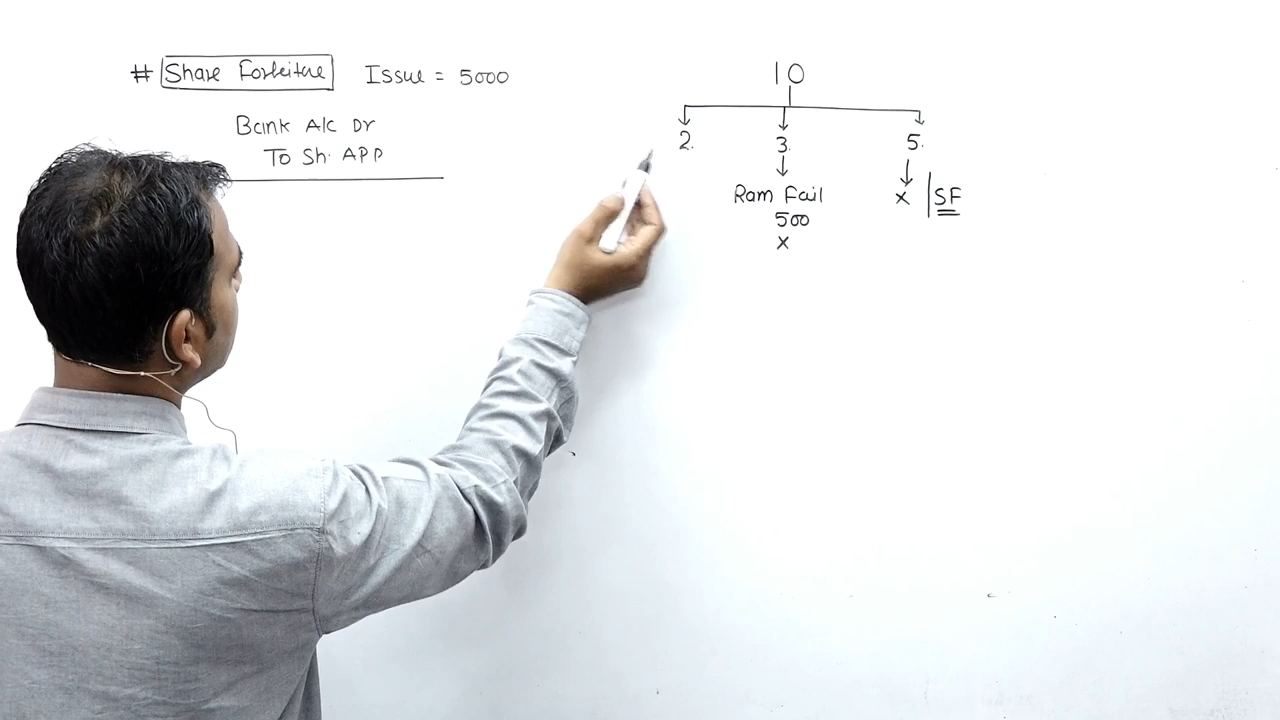 # Share Forfeiture Issue = 5000
Bank A/c Dr
To Sh. APP
10
2. 3. 5.
Ram Fail x | SF
500
x